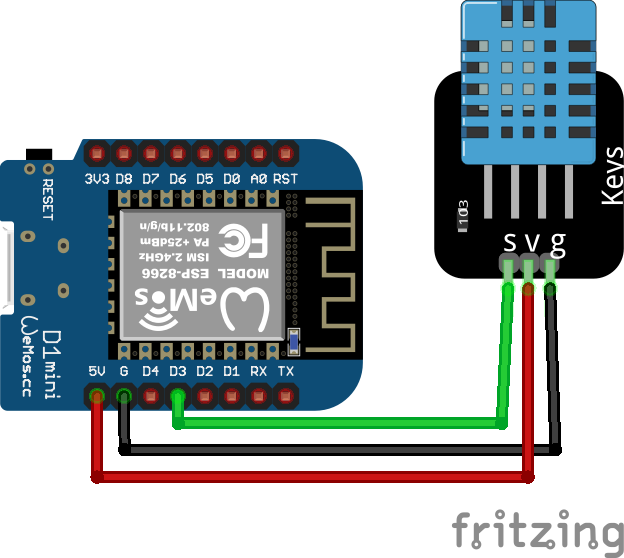 3V3 D8 D7 D6 D5 D0 A0 RST
RESET
802.11b/g/n
PA +25dBm
ISM 2.4GHz
MODEL ESP-8266
FC
WeMos
D1 mini
WeMos.cc
5V G D4 D3 D2 D1 RX TX
103
Keys
s v g
fritzing